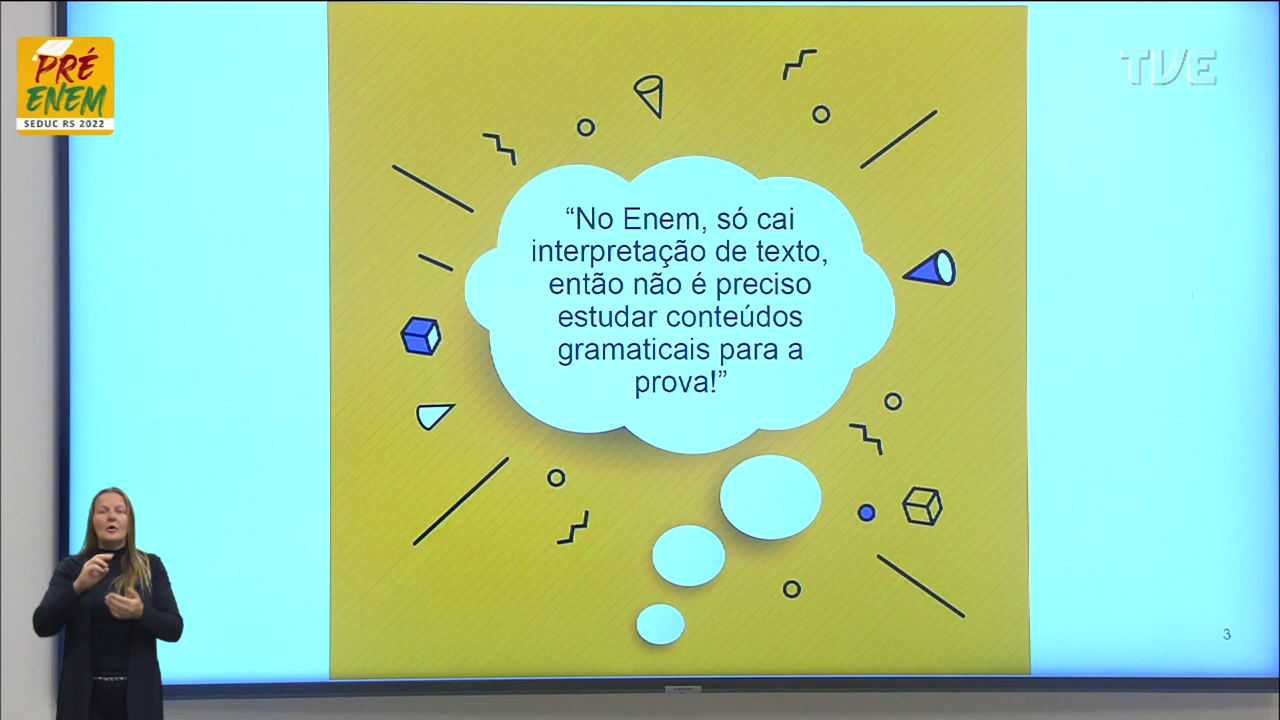 PRÉ
ENEM
SEDUC RS 2022
TVE
“No Enem, só cai
interpretação de texto,
então não é preciso
estudar conteúdos
gramaticais para a
prova!”
3